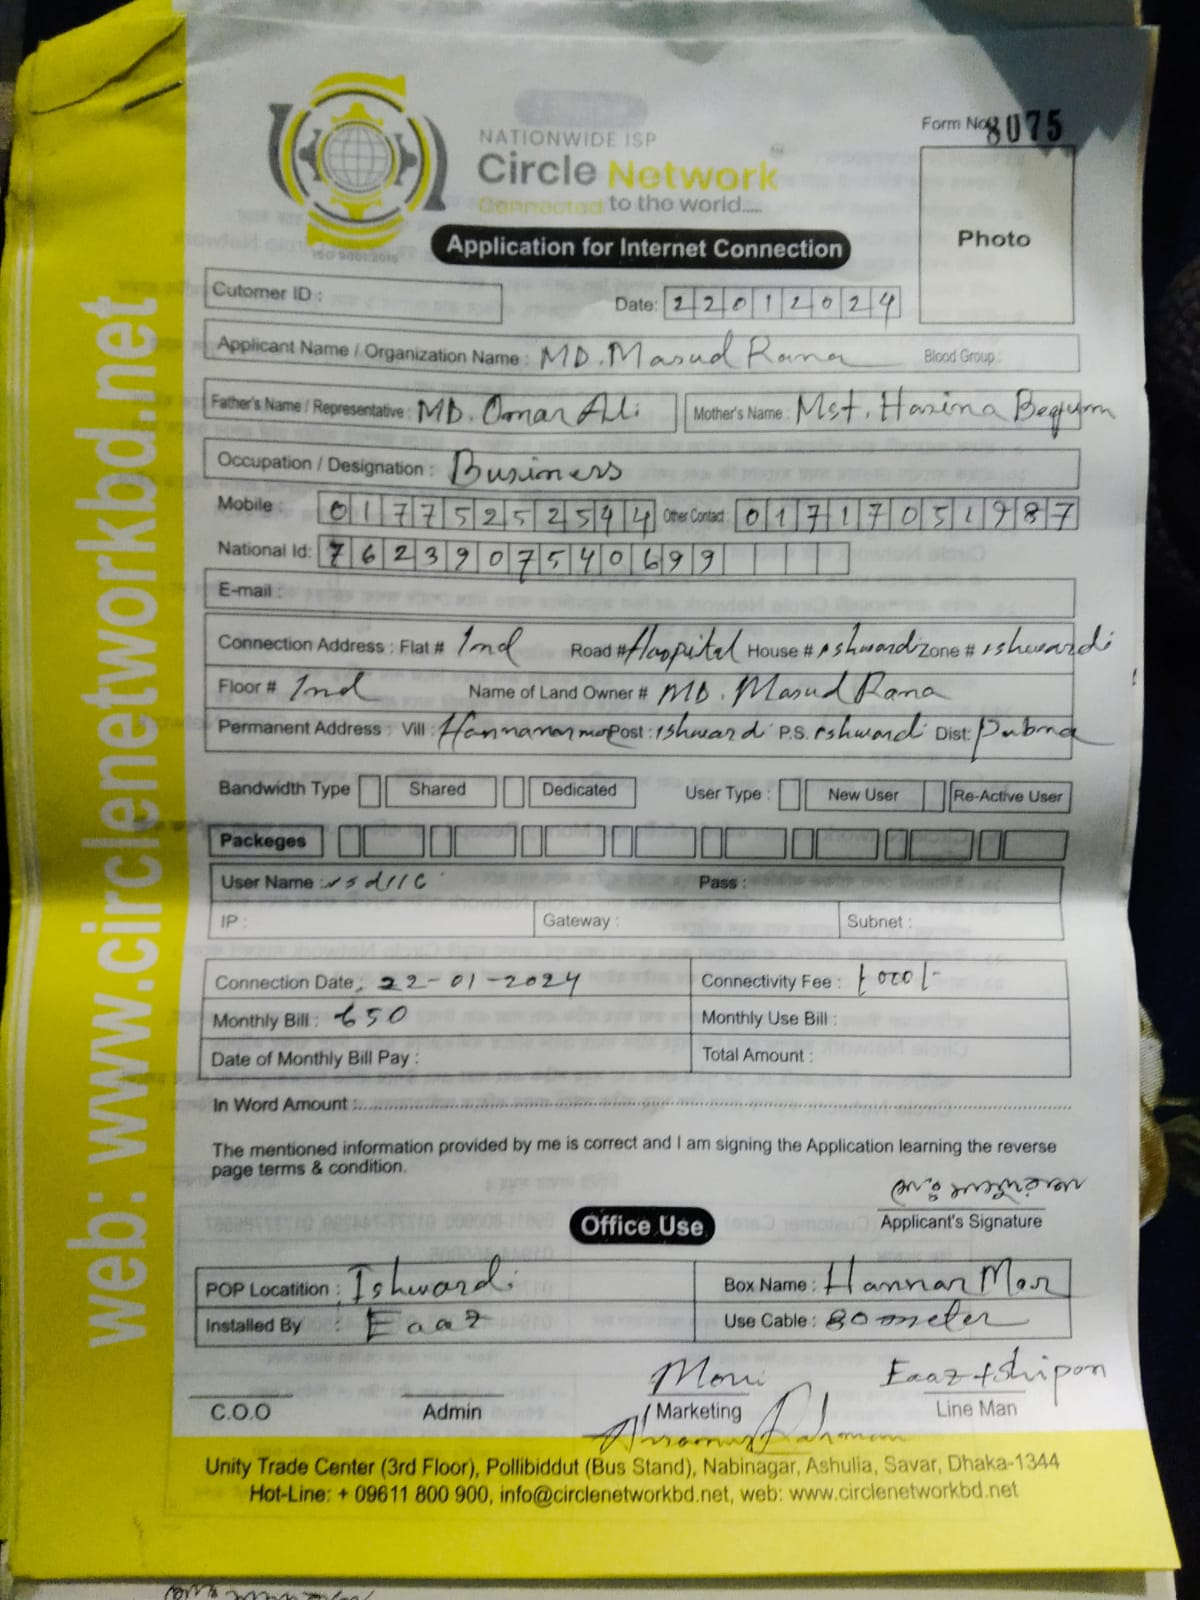 NATIONWIDE ISP
Circle Network
Connected to the world.....
ISO 9001:2015
Form No 8075
Photo
Application for Internet Connection
Cutomer ID :
Date: 22012024
Applicant Name / Organization Name : MD. Masud Rana Blood Group :
Father's Name / Representative : MD. Omar Ali Mother's Name : Mst. Hasina Begum
Occupation / Designation : Business
Mobile : 01775252544 Other Contact : 01717051987
National Id: 7623907540699
E-mail :
Connection Address : Flat # 2nd Road # Hospital House # ishwardi Zone # ishwardi
Floor # 2nd Name of Land Owner # MD. Masud Rana
Permanent Address : Vill : Post : ishwardi P.S. ishwardi Dist: Pabna
Bandwidth Type Shared Dedicated User Type : New User Re-Active User
Packeges
User Name : Pass :
IP : Gateway : Subnet :
Connection Date : 22-01-2024 Connectivity Fee :
Monthly Bill : 650 Monthly Use Bill :
Date of Monthly Bill Pay : Total Amount :
In Word Amount :
The mentioned information provided by me is correct and I am signing the Application learning the reverse
page terms & condition.
Applicant's Signature
Office Use
POP Locatition : Ishwardi Box Name : Hannan Mor
Installed By : Eaaz Use Cable : 80 meter
Moni Eaaz + Shipon
C.O.O Admin Marketing Line Man
Unity Trade Center (3rd Floor), Pollibiddut (Bus Stand), Nabinagar, Ashulia, Savar, Dhaka-1344
Hot-Line: + 09611 800 900, info@circlenetworkbd.net, web: www.circlenetworkbd.net
web: www.circlenetworkbd.net